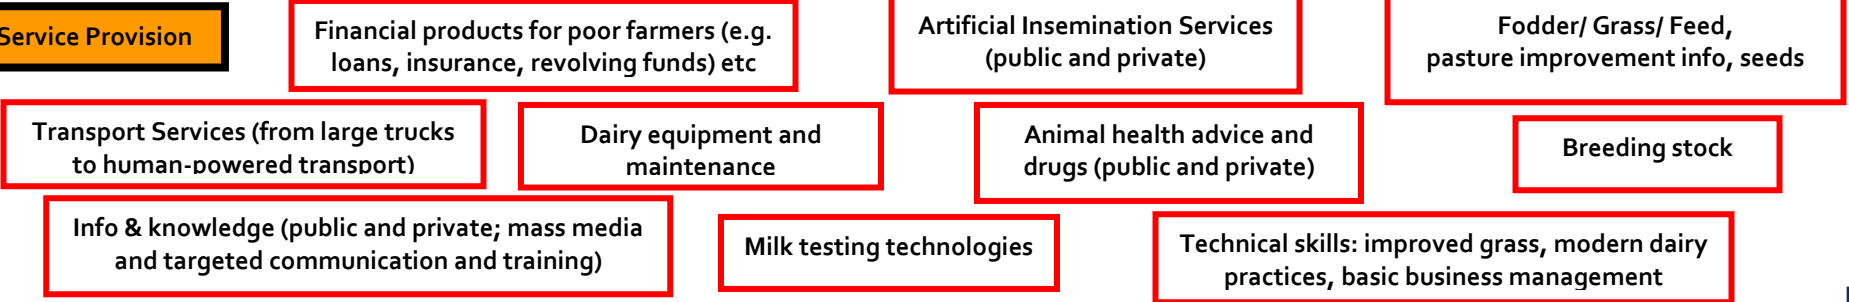 Service Provision
Financial products for poor farmers (e.g.
loans, insurance, revolving funds) etc
Artificial Insemination Services
(public and private)
Fodder/ Grass/ Feed,
pasture improvement info, seeds
Transport Services (from large trucks
to human-powered transport)
Dairy equipment and
maintenance
Animal health advice and
drugs (public and private)
Breeding stock
Info & knowledge (public and private; mass media
and targeted communication and training)
Milk testing technologies
Technical skills: improved grass, modern dairy
practices, basic business management